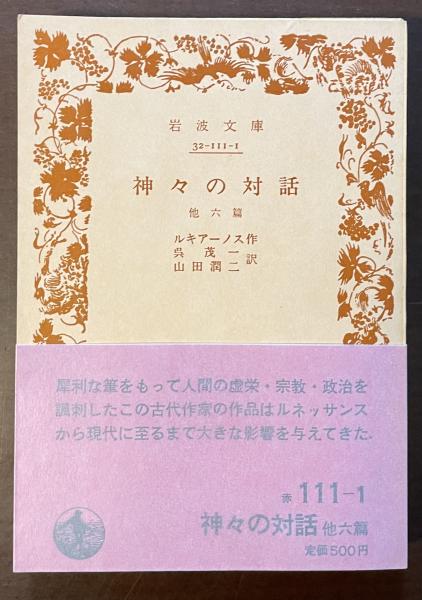 岩波文庫
32-111-1
神々の対話
他六篇
ルキアーノス作
呉茂一
山田潤二訳
犀利な筆をもって人間の虚栄・宗教・政治を
諷刺したこの古代作家の作品はルネッサンス
から現代に至るまで大きな影響を与えてきた.
赤 111-1
神々の対話 他六篇
定価500円